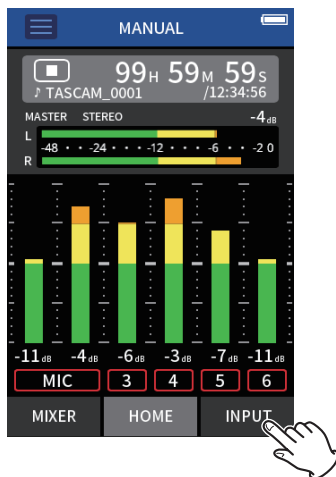 MANUAL
99H 59M 59S
♪ TASCAM_0001 /12:34:56
MASTER STEREO -4dB
L
-48 • • -24 • • • -12 • • • -6 • • -2 0
R
-11dB -4dB -6dB -3dB -7dB -11dB
MIC 3 4 5 6
MIXER HOME INPUT